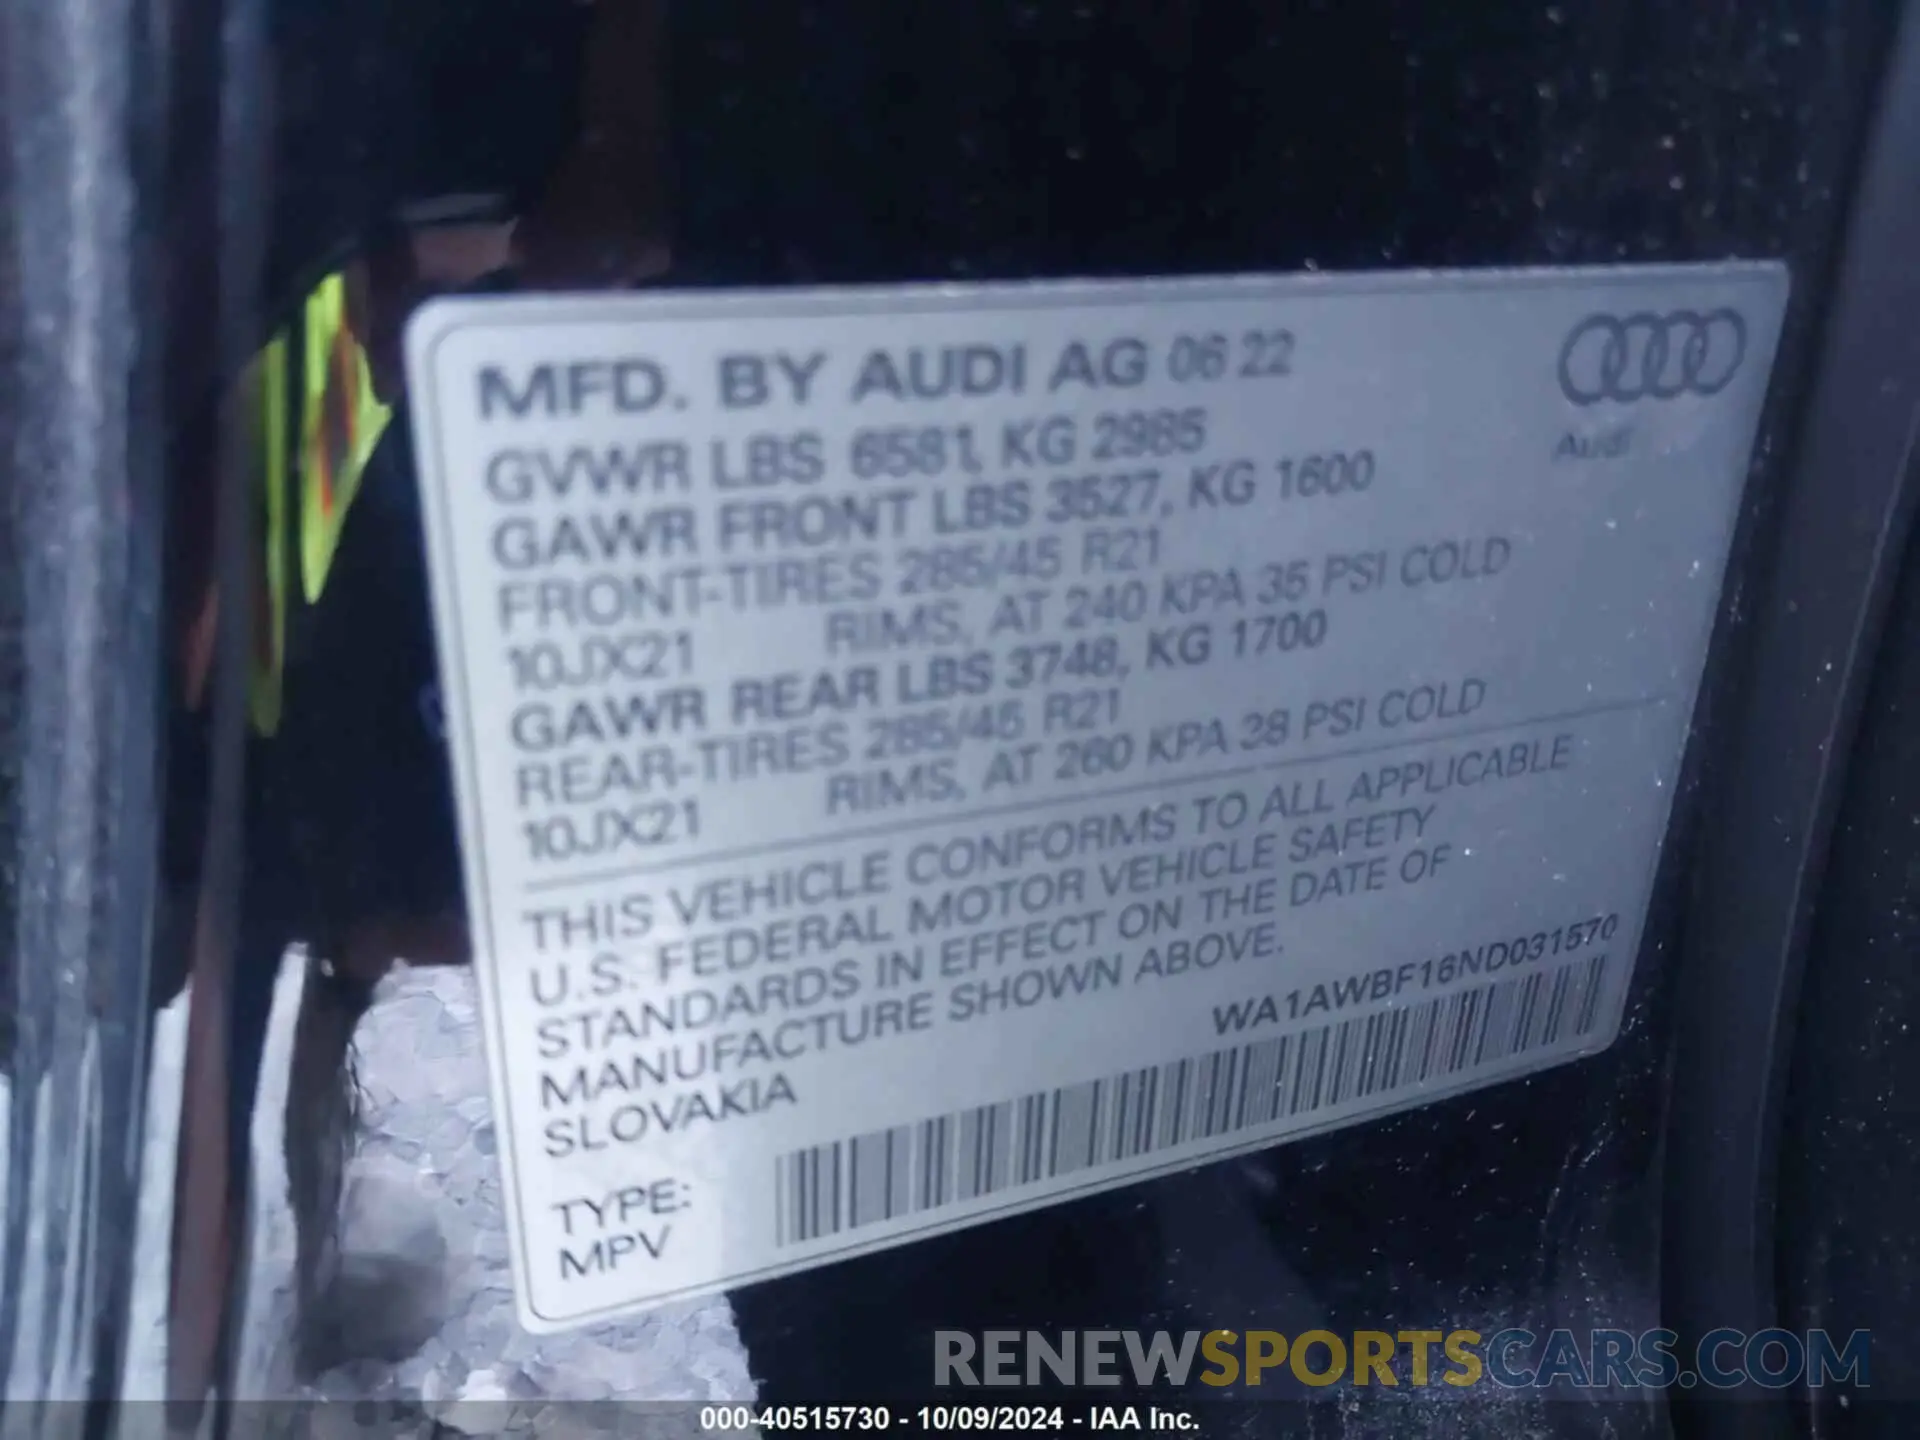 MFD. BY AUDI AG 06 22
GVWR LBS 6581, KG 2985
GAWR FRONT LBS 3527, KG 1600
FRONT-TIRES 285/45 R21
10JX21 RIMS, AT 240 KPA 35 PSI COLD
GAWR REAR LBS 3748, KG 1700
REAR-TIRES 285/45 R21
10JX21 RIMS, AT 260 KPA 38 PSI COLD
Audi
THIS VEHICLE CONFORMS TO ALL APPLICABLE
U.S. FEDERAL MOTOR VEHICLE SAFETY
STANDARDS IN EFFECT ON THE DATE OF
MANUFACTURE SHOWN ABOVE.
SLOVAKIA
WA1AWBF16ND031570
TYPE:
MPV
RENEWSPORTSCARS.COM
000-40515730 - 10/09/2024 - IAA Inc.